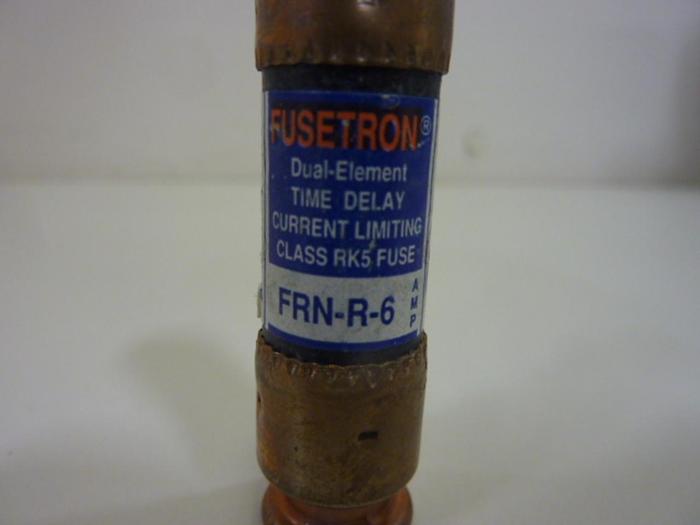 FUSETRON®
Dual-Element
TIME DELAY
CURRENT LIMITING
CLASS RK5 FUSE
FRN-R-6 AMP